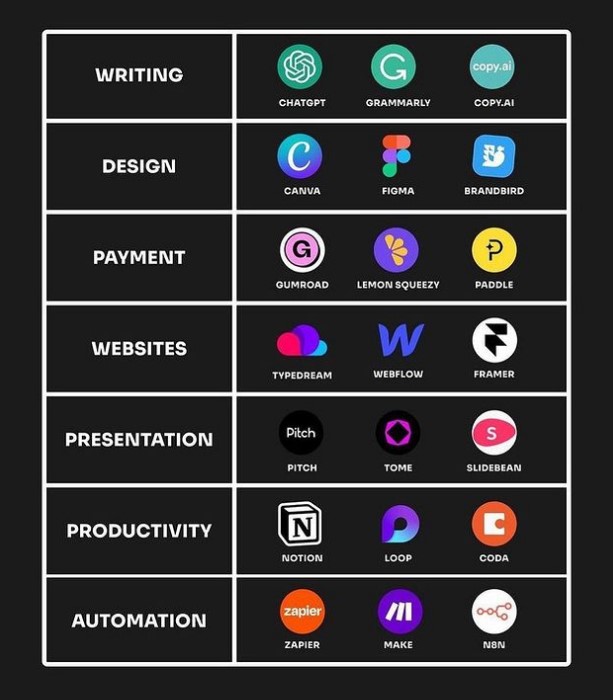 WRITING
copy.ai
CHATGPT GRAMMARLY COPY.AI
DESIGN
CANVA FIGMA BRANDBIRD
PAYMENT
GUMROAD LEMON SQUEEZY PADDLE
WEBSITES
TYPEDREAM WEBFLOW FRAMER
PRESENTATION
Pitch S
PITCH TOME SLIDEBEAN
PRODUCTIVITY
N
NOTION LOOP CODA
AUTOMATION
zapier
ZAPIER MAKE N8N